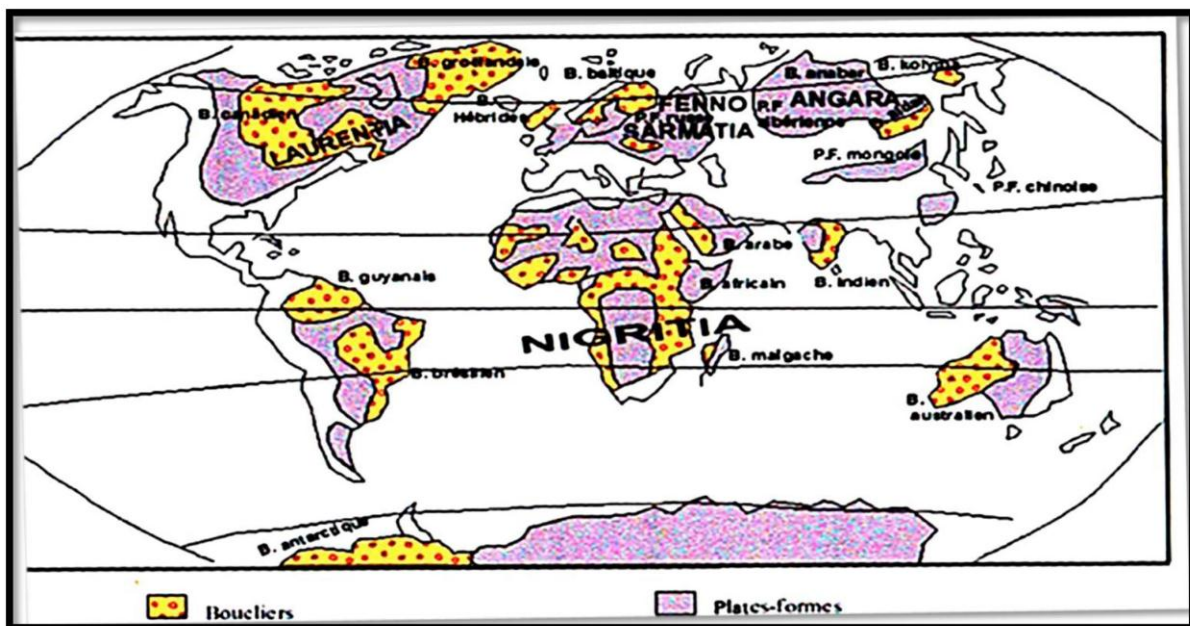 B. groëlandais
B. baltique
B. anabar
B. kolyma
B. canadien
LAURENTIA
B.
Hébrides
FENNO
P.F. russe
SARMATIA
P.F.
sibérienne
ANGARA
P.F. mongole
P.F. chinoise
B. guyanais
B. arabe
B. africain
B. indien
NIGRITIA
B. brésilien
B. malgache
B.
australien
B. antarctique
Boucliers
Plates-formes